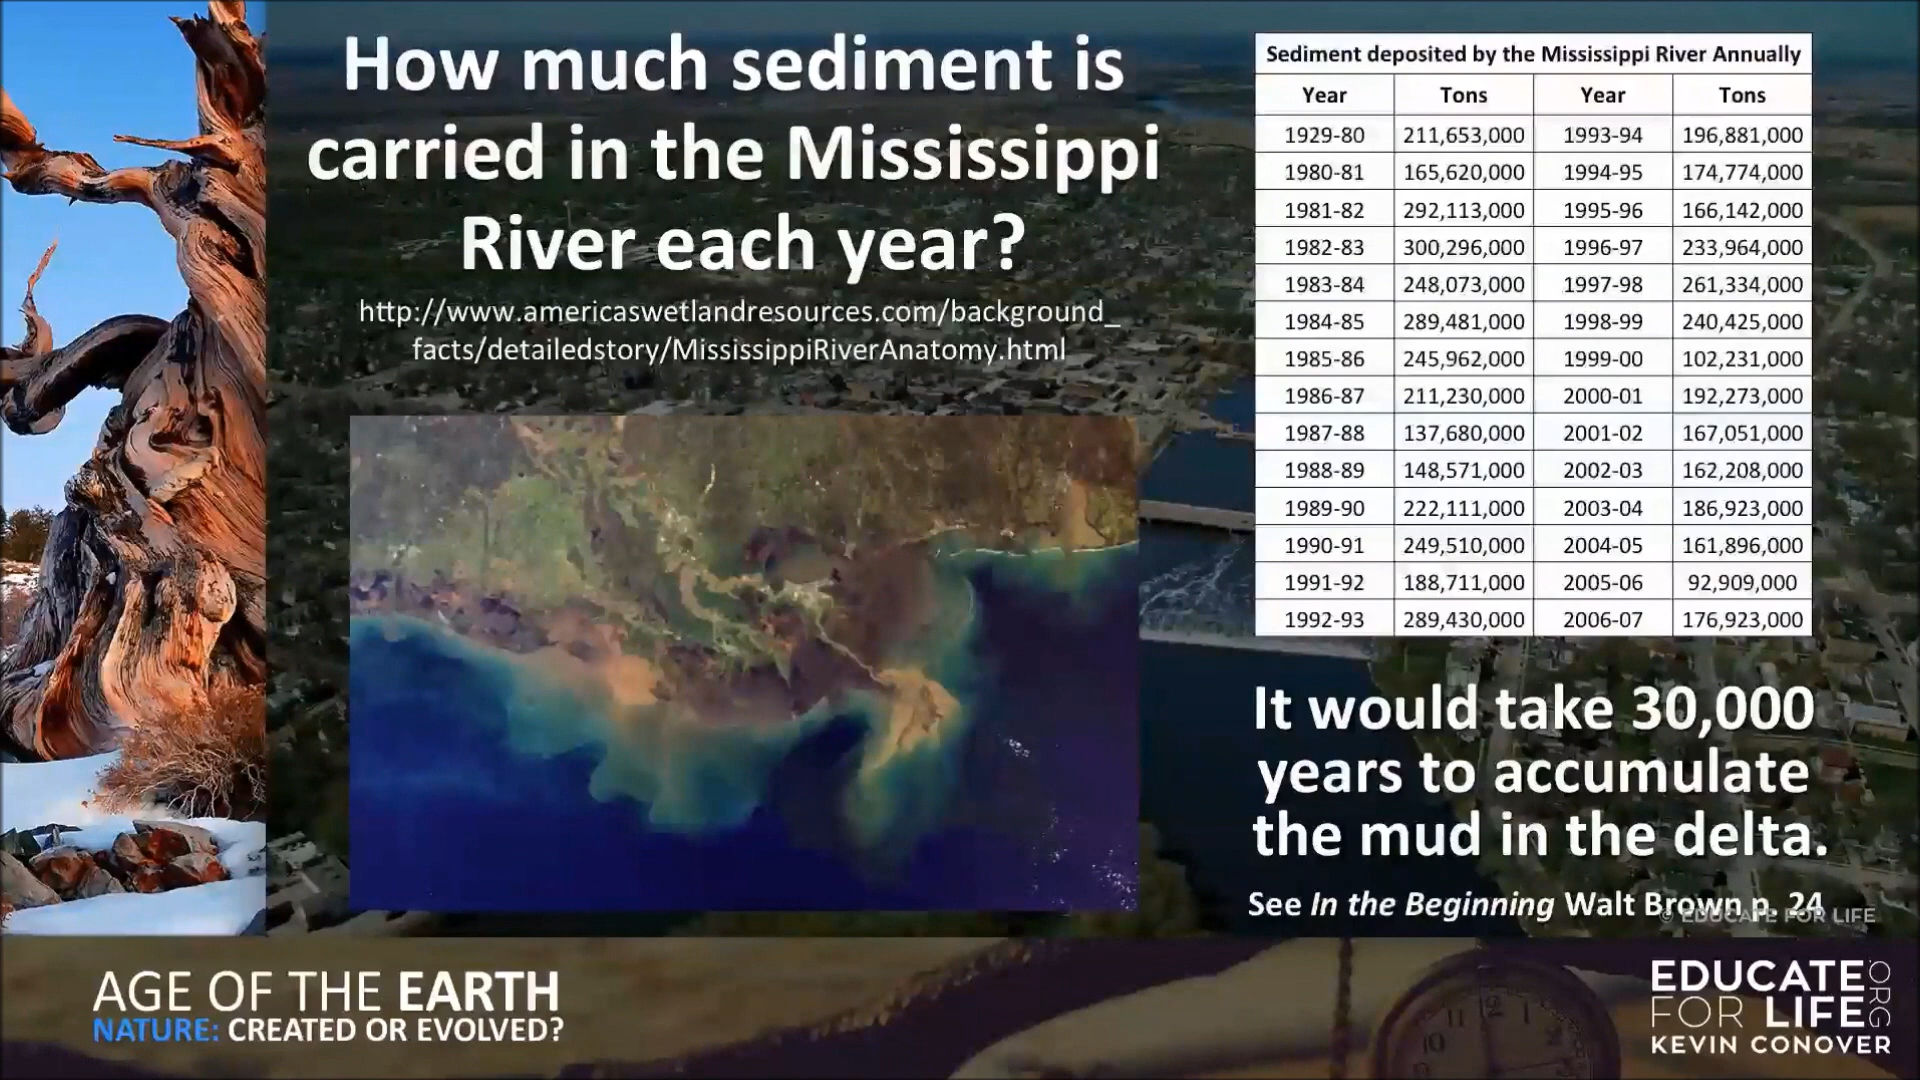 How much sediment is
carried in the Mississippi
River each year?
http://www.americaswetlandresources.com/background_
facts/detailedstory/MississippiRiverAnatomy.html
Sediment deposited by the Mississippi River Annually
Year Tons Year Tons
1929-80 211,653,000 1993-94 196,881,000
1980-81 165,620,000 1994-95 174,774,000
1981-82 292,113,000 1995-96 166,142,000
1982-83 300,296,000 1996-97 233,964,000
1983-84 248,073,000 1997-98 261,334,000
1984-85 289,481,000 1998-99 240,425,000
1985-86 245,962,000 1999-00 102,231,000
1986-87 211,230,000 2000-01 192,273,000
1987-88 137,680,000 2001-02 167,051,000
1988-89 148,571,000 2002-03 162,208,000
1989-90 222,111,000 2003-04 186,923,000
1990-91 249,510,000 2004-05 161,896,000
1991-92 188,711,000 2005-06 92,909,000
1992-93 289,430,000 2006-07 176,923,000
It would take 30,000
years to accumulate
the mud in the delta.
See In the Beginning Walt Brown p. 24
© EDUCATE FOR LIFE
AGE OF THE EARTH
NATURE: CREATED OR EVOLVED?
EDUCATE
FOR LIFE
.ORG
KEVIN CONOVER
11 12 1
10